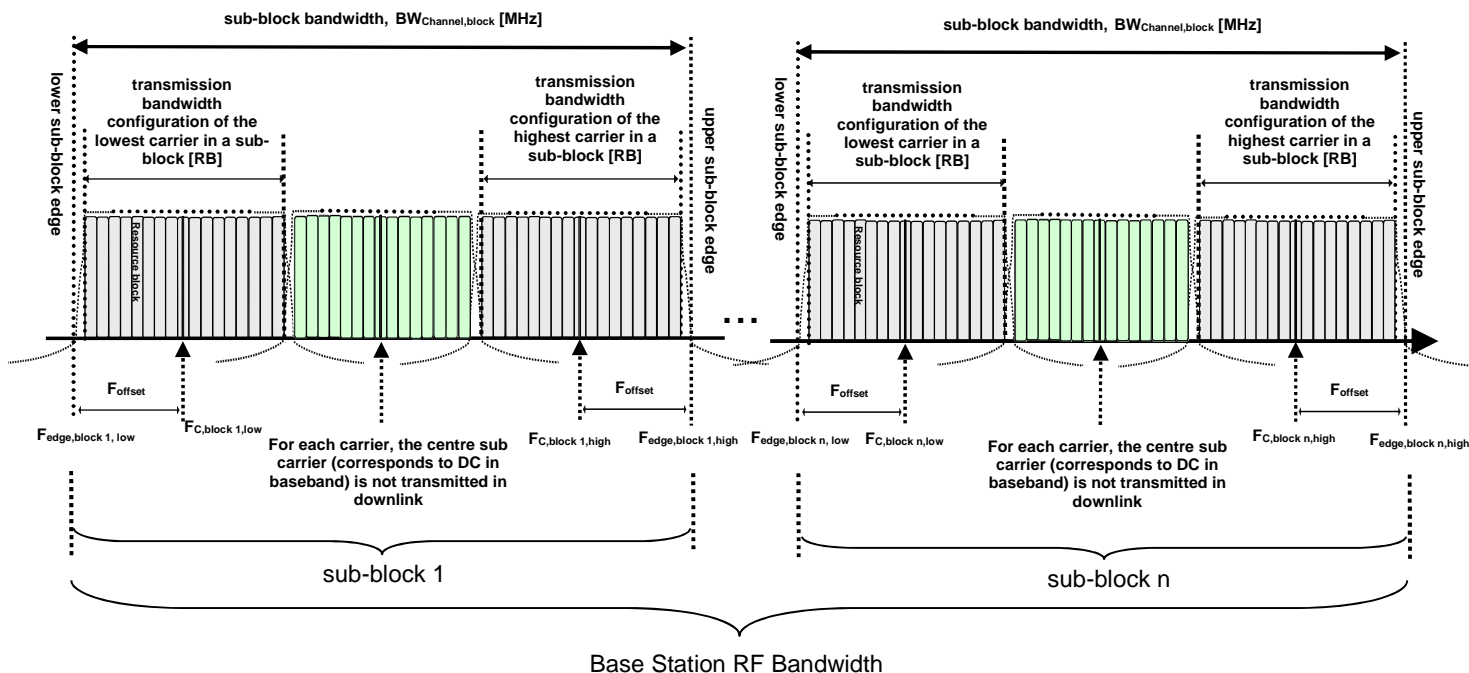 sub-block bandwidth, BWChannel,block [MHz]
lower sub-block edge
transmission
bandwidth
configuration of the
lowest carrier in a sub-
block [RB]
transmission
bandwidth
configuration of the
highest carrier in a
sub-block [RB]
upper sub-block edge
Resource block
Foffset
Foffset
Fedge,block 1, low
FC,block 1,low
FC,block 1,high
Fedge,block 1,high
For each carrier, the centre sub
carrier (corresponds to DC in
baseband) is not transmitted in
downlink
sub-block 1
...
sub-block bandwidth, BWChannel,block [MHz]
lower sub-block edge
transmission
bandwidth
configuration of the
lowest carrier in
a sub-block [RB]
transmission
bandwidth
configuration of the
highest carrier in
a sub-block [RB]
upper sub-block edge
Resource block
Foffset
Foffset
Fedge,block n, low
FC,block n,low
FC,block n,high
Fedge,block n,high
For each carrier, the centre sub
carrier (corresponds to DC in
baseband) is not transmitted in
downlink
sub-block n
Base Station RF Bandwidth